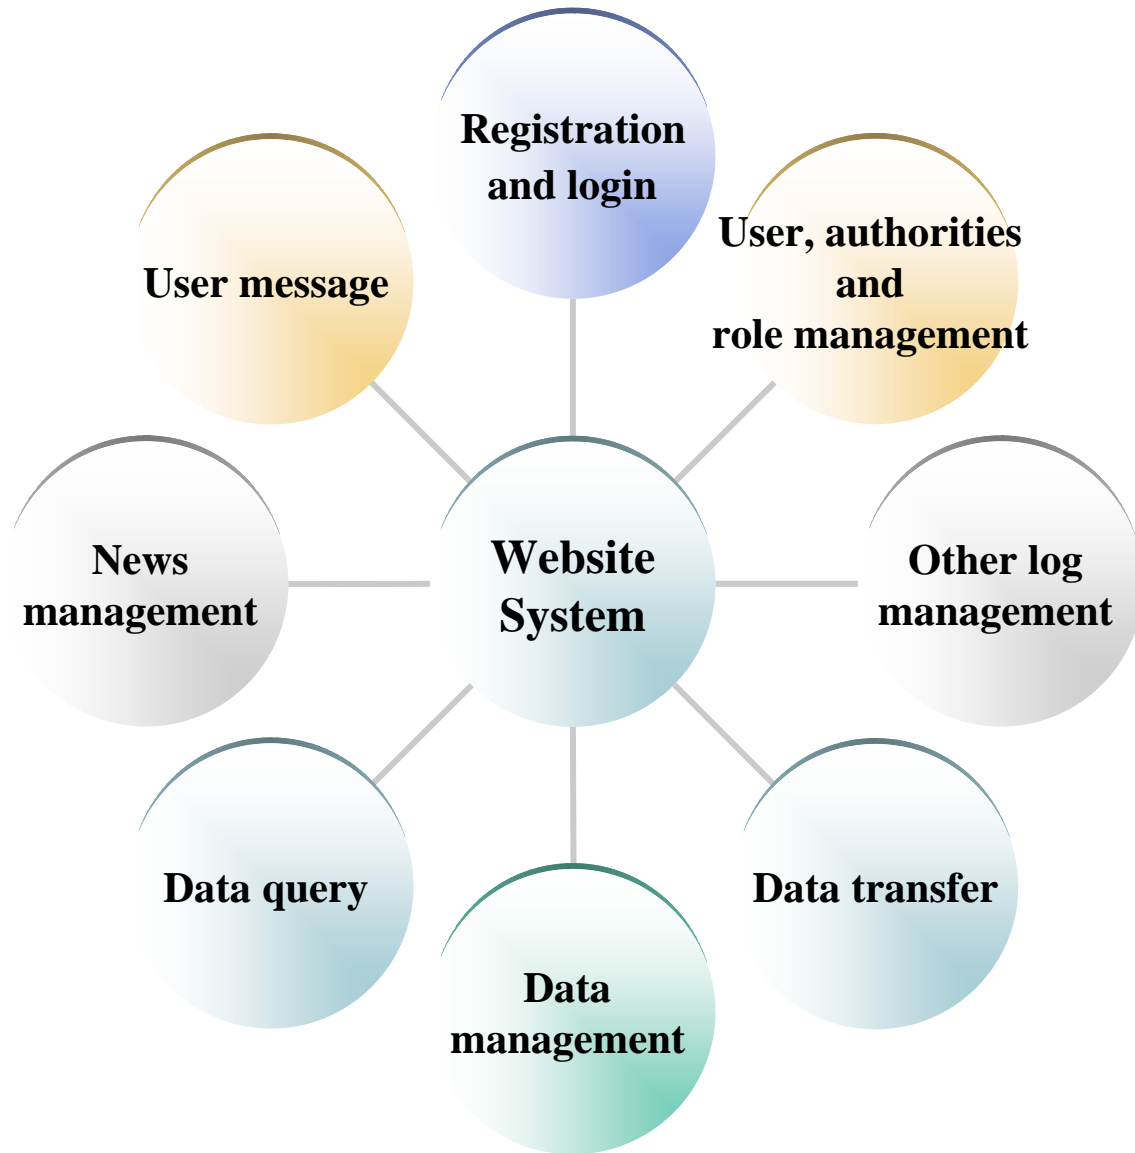 Registration
and login
User, authorities
and
role management
Other log
management
Data transfer
Data
management
Data query
News
management
User message
Website
System